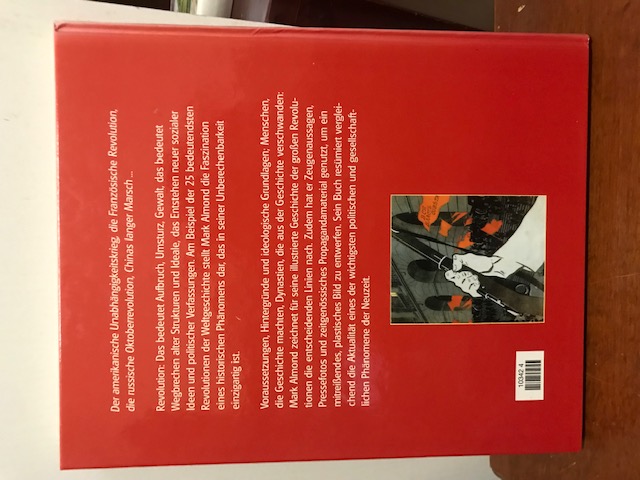 Der amerikanische Unabhängigkeitskrieg, die Französische Revolution,
die russische Oktoberrevolution, Chinas langer Marsch ...
Revolution: Das bedeutet Aufbruch, Umsturz, Gewalt, das bedeutet
Wegbrechen alter Strukturen und Ideale, das Entstehen neuer sozialer
Ideen und politischer Verfassungen. Am Beispiel der 25 bedeutendsten
Revolutionen der Weltgeschichte stellt Mark Almond die Faszination
eines historischen Phänomens dar, das in seiner Unberechenbarkeit
einzigartig ist.
Voraussetzungen, Hintergründe und ideologische Grundlagen; Menschen,
die Geschichte machten, Dynastien, die aus der Geschichte verschwanden:
Mark Almond zeichnet für seine illustrierte Geschichte der großen Revolu-
tionen die entscheidenden Linien nach. Zudem hat er Zeugenaussagen,
Pressefotos und zeitgenössisches Propagandamaterial genutzt, um ein
mitreißendes, plastisches Bild zu entwerfen. Sein Buch resümiert verglei-
chend die Aktualität eines der wichtigsten politischen und gesellschaft-
lichen Phänomene der Neuzeit.
10342 4